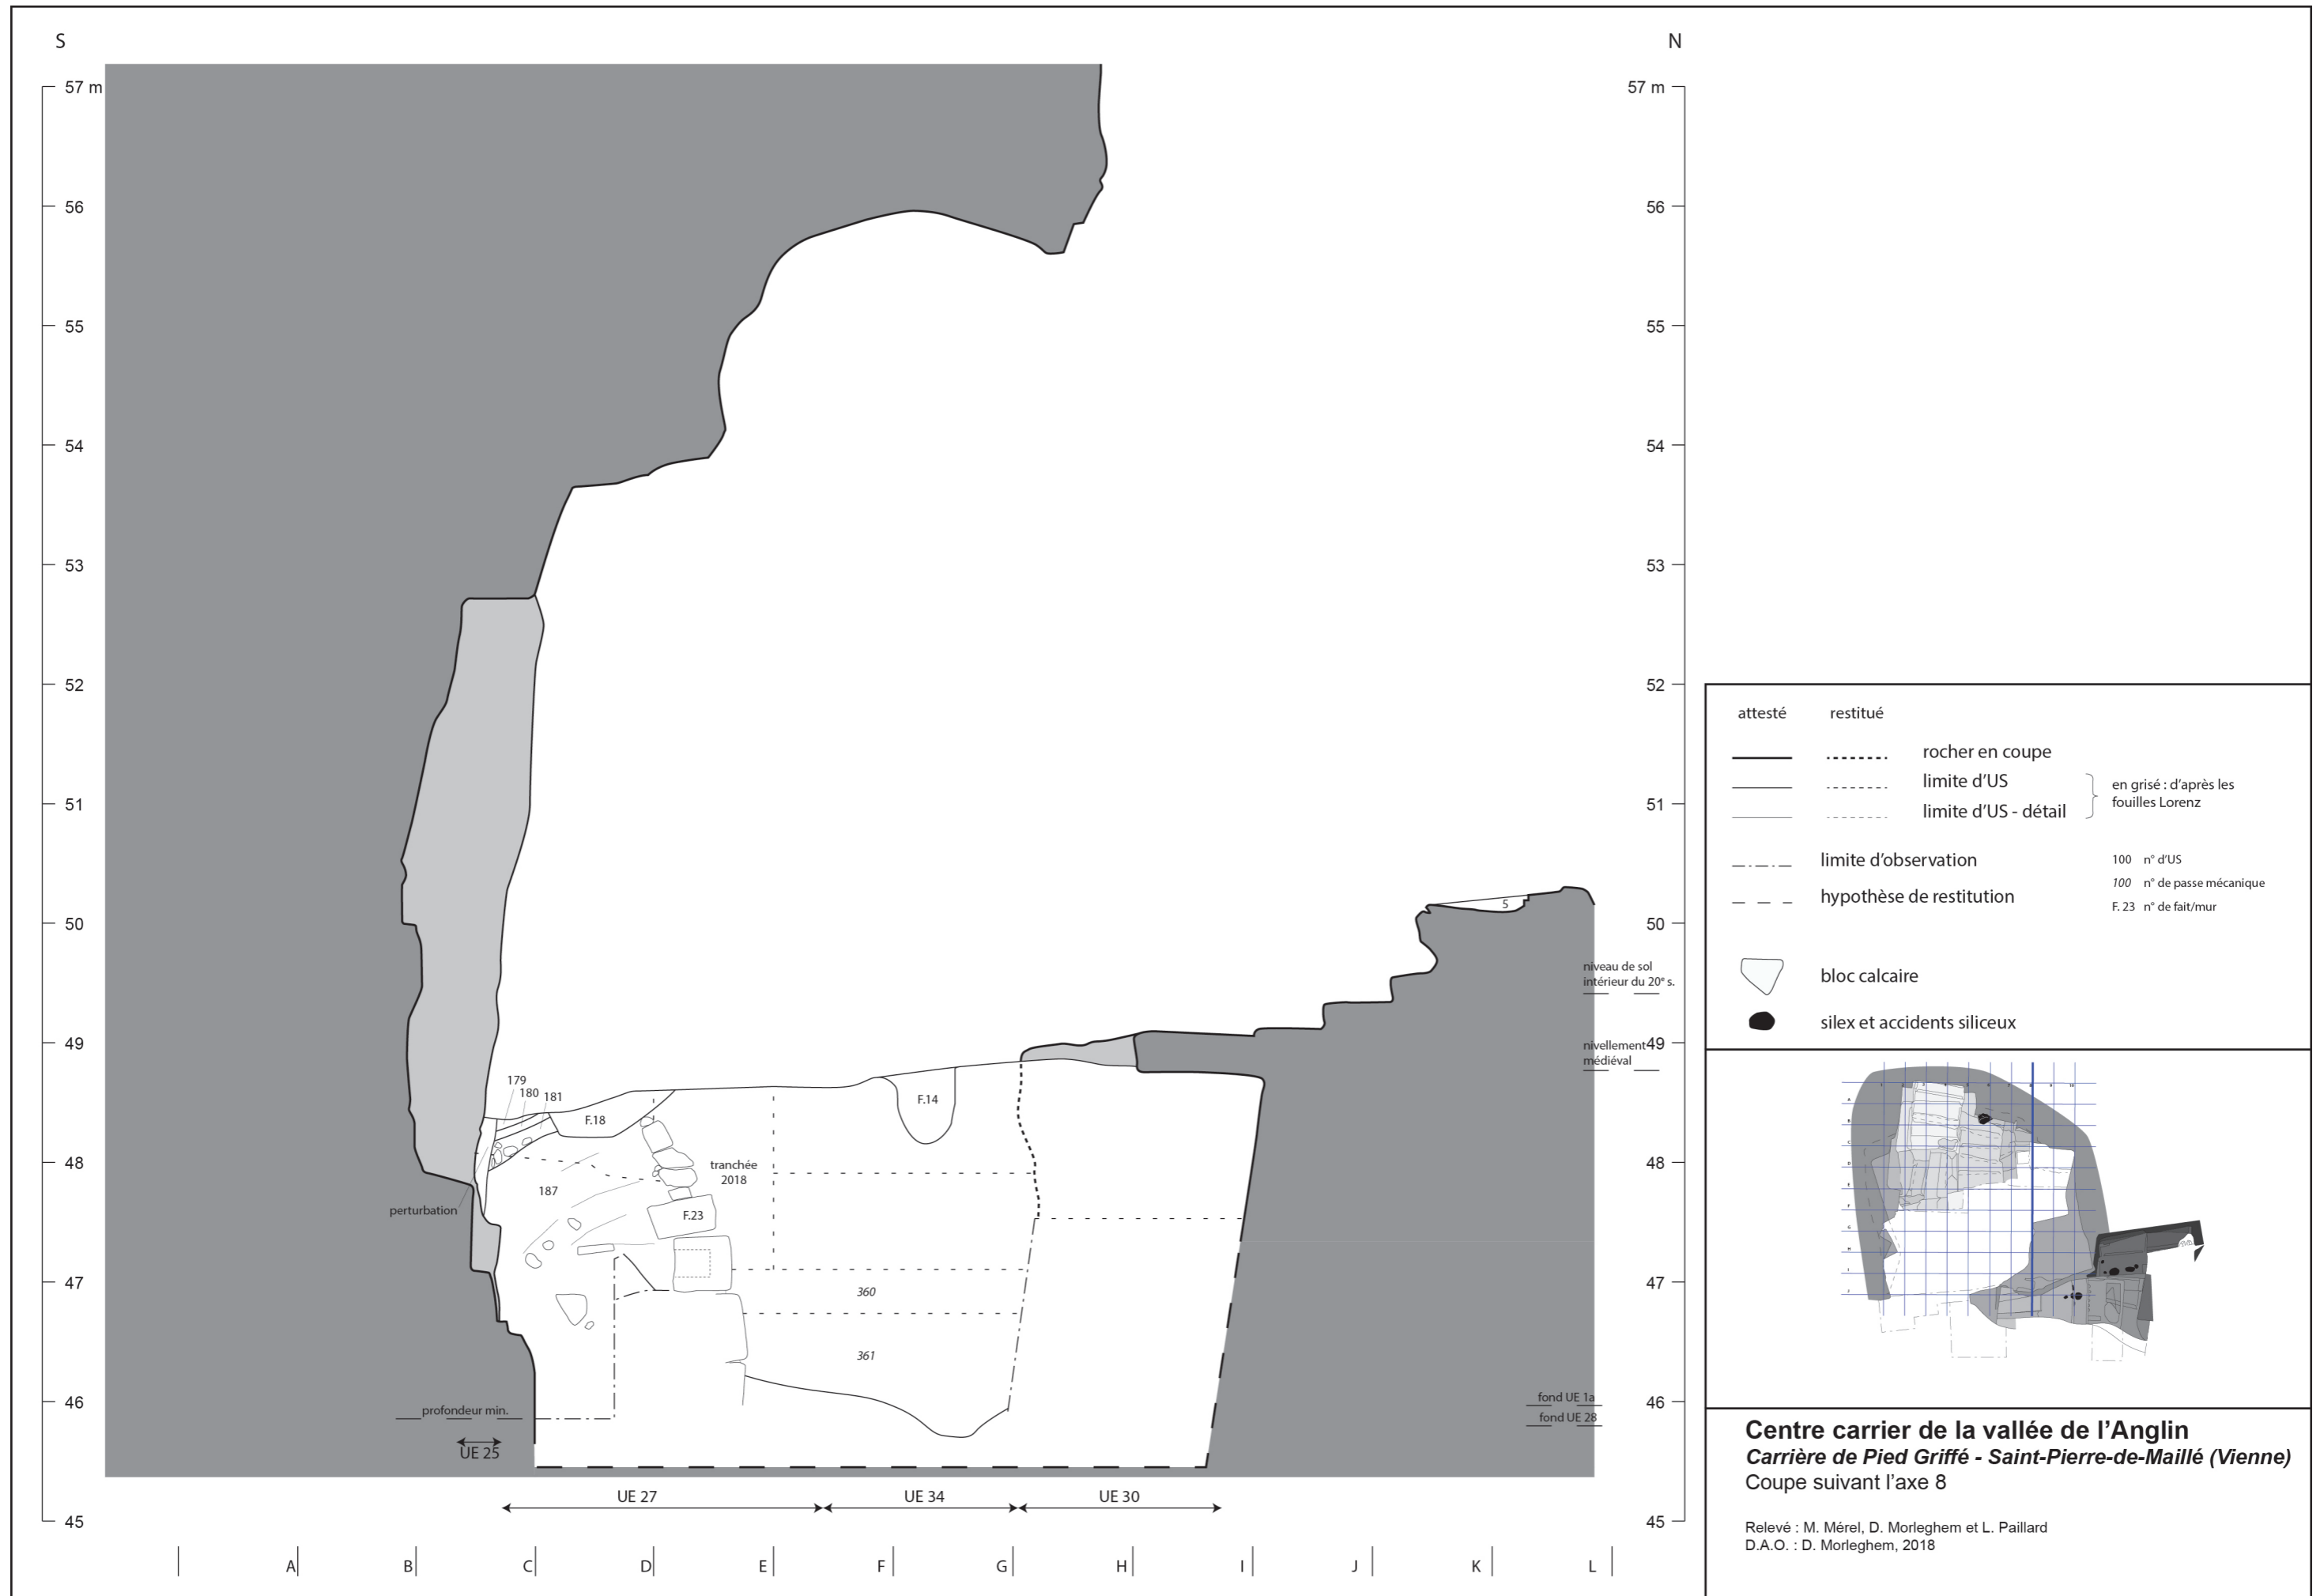 S
N
57 m
56
55
54
53
52
51
50
49
48
47
46
45
57 m
56
55
54
53
52
51
50
49
48
47
46
45
5
niveau de sol
intérieur du 20e s.
nivellement
médiéval
179
180
181
F.18
F.14
tranchée
2018
187
perturbation
F.23
360
361
profondeur min.
fond UE 1a
fond UE 28
UE 25
UE 27
UE 34
UE 30
A
B
C
D
E
F
G
H
I
J
K
L
attesté restitué
rocher en coupe
limite d'US
limite d'US - détail
en grisé : d'après les
fouilles Lorenz
limite d'observation
hypothèse de restitution
100 n° d'US
100 n° de passe mécanique
F. 23 n° de fait/mur
bloc calcaire
silex et accidents siliceux
Centre carrier de la vallée de l'Anglin
Carrière de Pied Griffé - Saint-Pierre-de-Maillé (Vienne)
Coupe suivant l'axe 8
Relevé : M. Mérel, D. Morleghem et L. Paillard
D.A.O. : D. Morleghem, 2018